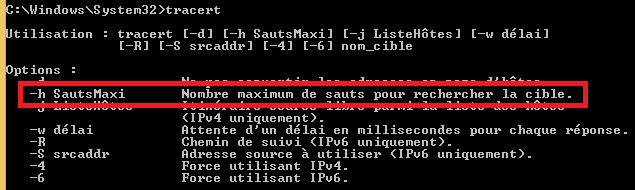 C:\Windows\System32>tracert
Utilisation : tracert [-d] [-h SautsMaxi] [-j ListeHôtes] [-w délai]
[-R] [-S srcaddr] [-4] [-6] nom_cible
Options :
-d Ne pas convertir les adresses en noms d'hôtes.
-h SautsMaxi Nombre maximum de sauts pour rechercher la cible.
-j ListeHôtes Itinéraire source libre parmi la liste des hôtes
(IPv4 uniquement).
-w délai Attente d'un délai en millisecondes pour chaque réponse.
-R Chemin de suivi (IPv6 uniquement).
-S srcaddr Adresse source à utiliser (IPv6 uniquement).
-4 Force utilisant IPv4.
-6 Force utilisant IPv6.